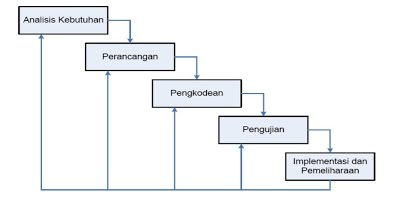 Analisis Kebutuhan
Perancangan
Pengkodean
Pengujian
Implementasi dan
Pemeliharaan